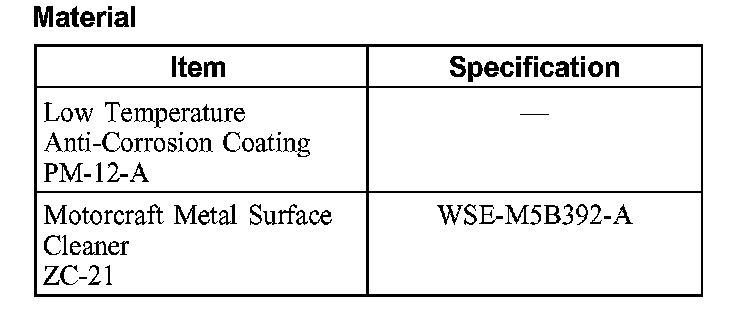 Material
Item Specification
Low Temperature —
Anti-Corrosion Coating
PM-12-A
Motorcraft Metal Surface WSE-M5B392-A
Cleaner
ZC-21